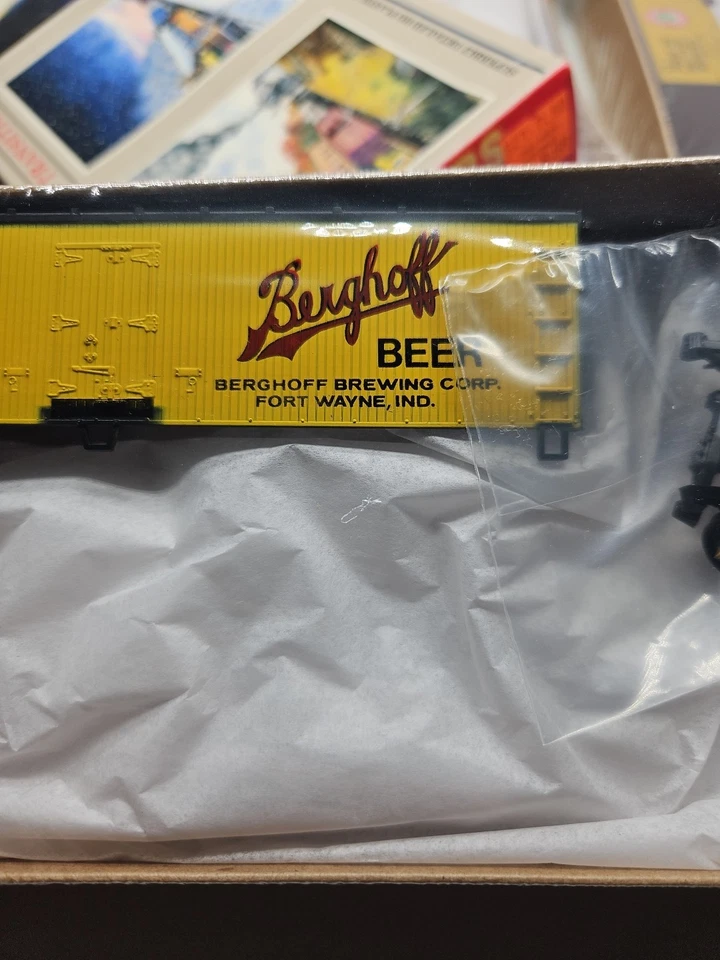 Berghoff
BEER
BERGHOFF BREWING CORP.
FORT WAYNE, IND.